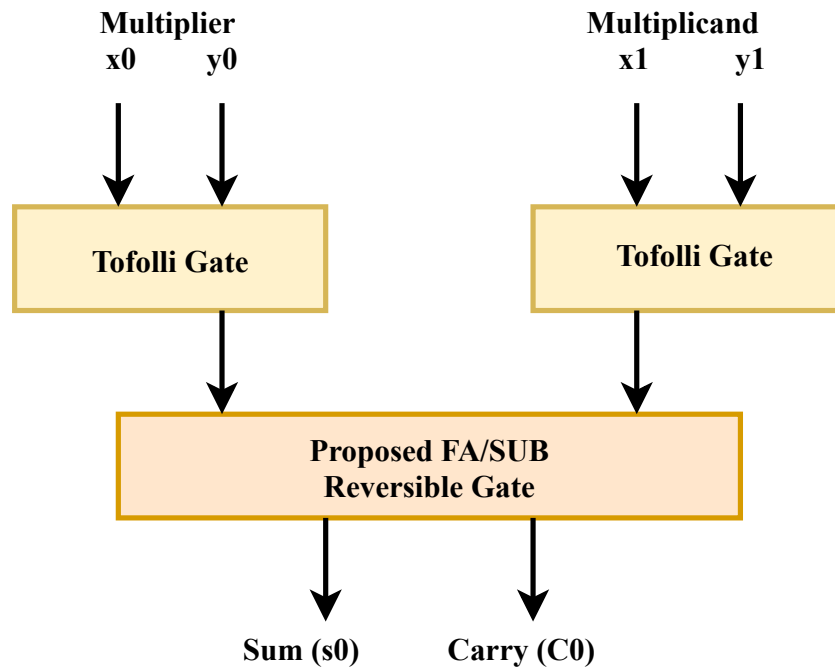 Multiplier
x0 y0
Multiplicand
x1 y1
Tofolli Gate
Tofolli Gate
Proposed FA/SUB
Reversible Gate
Sum (s0)
Carry (C0)